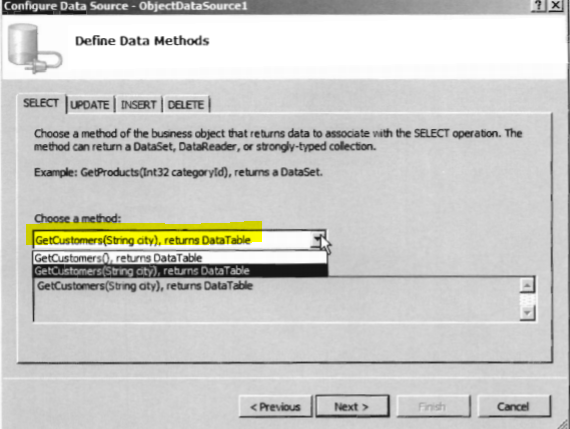 Configure Data Source - ObjectDataSource1
Define Data Methods
SELECT UPDATE INSERT DELETE
Choose a method of the business object that returns data to associate with the SELECT operation. The
method can return a DataSet, DataReader, or strongly-typed collection.
Example: GetProducts(Int32 categoryId), returns a DataSet.
Choose a method:
GetCustomers(String city), returns DataTable
GetCustomers(), returns DataTable
GetCustomers(String city), returns DataTable
GetCustomers(String city), returns DataTable
< Previous Next > Finish Cancel